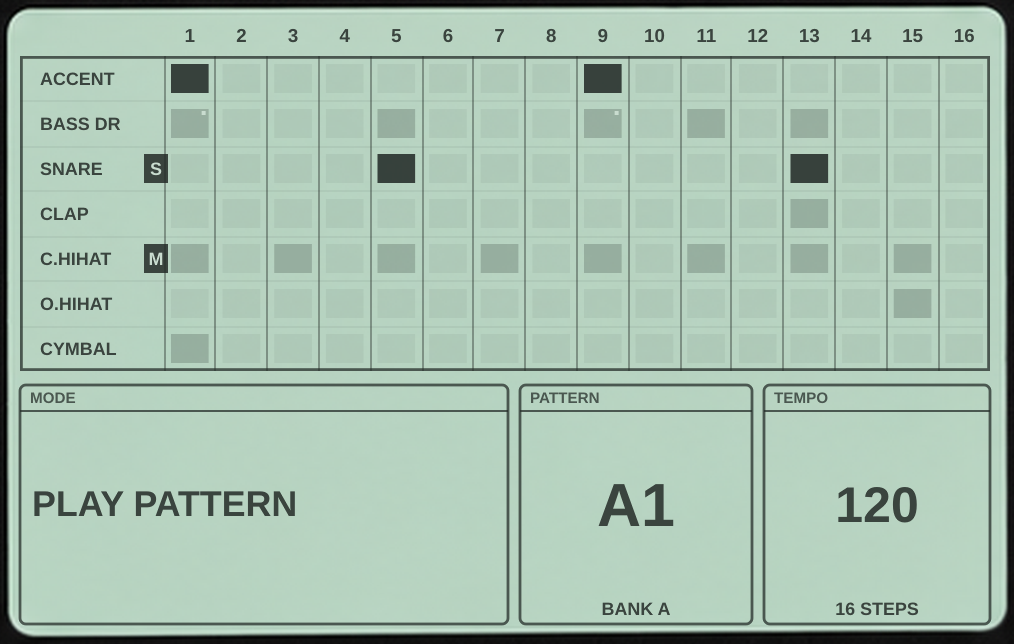 1 2 3 4 5 6 7 8 9 10 11 12 13 14 15 16
ACCENT
BASS DR
SNARE S
CLAP
C.HIHAT M
O.HIHAT
CYMBAL
MODE
PLAY PATTERN
PATTERN
A1
BANK A
TEMPO
120
16 STEPS